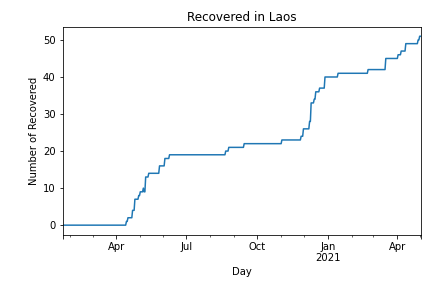 Recovered in Laos
Number of Recovered
50
40
30
20
10
0
Apr
Jul
Oct
Jan
2021
Apr
Day